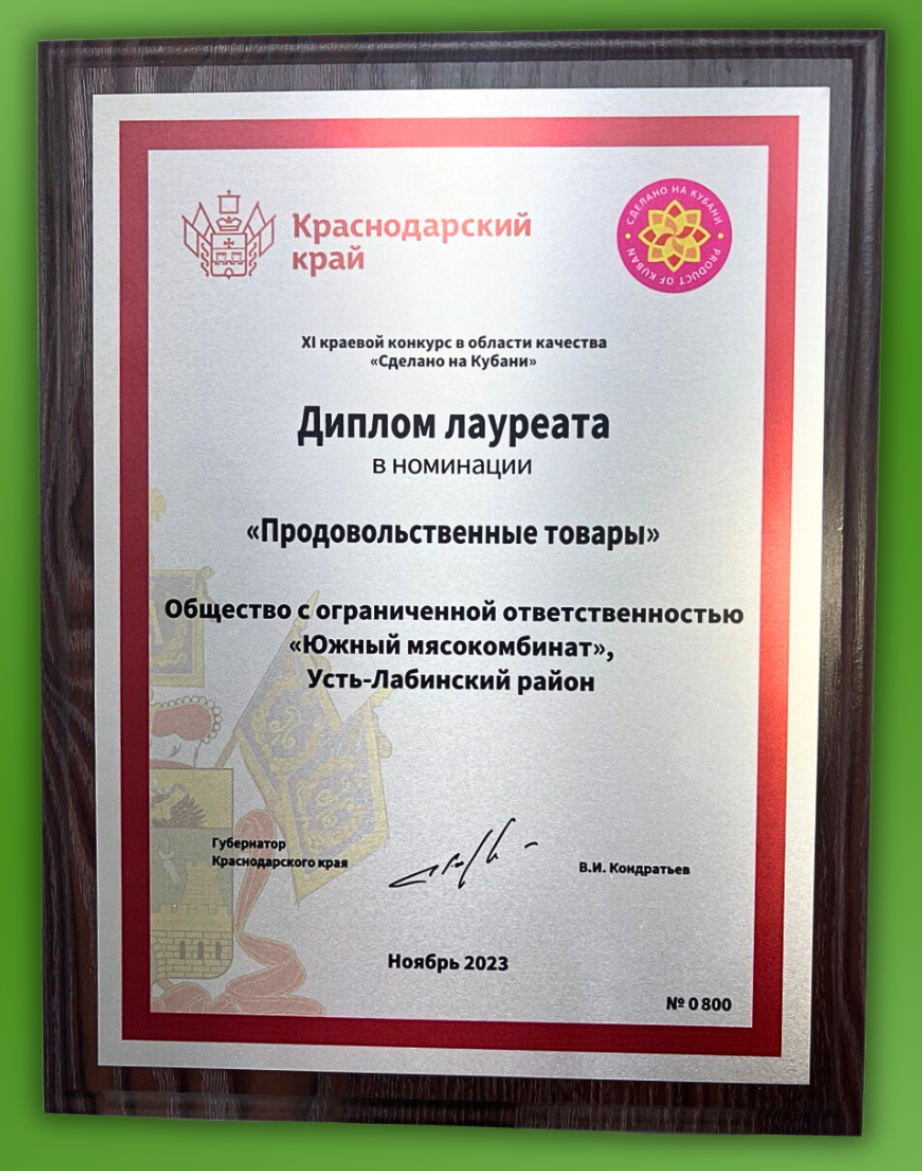 Краснодарский
край
СДЕЛАНО НА КУБАНИ
PRODUCT OF KUBAN
XI краевой конкурс в области качества
«Сделано на Кубани»
Диплом лауреата
в номинации
«Продовольственные товары»
Общество с ограниченной ответственностью
«Южный мясокомбинат»,
Усть-Лабинский район
Губернатор
Краснодарского края
В.И. Кондратьев
Ноябрь 2023
№ 0 800